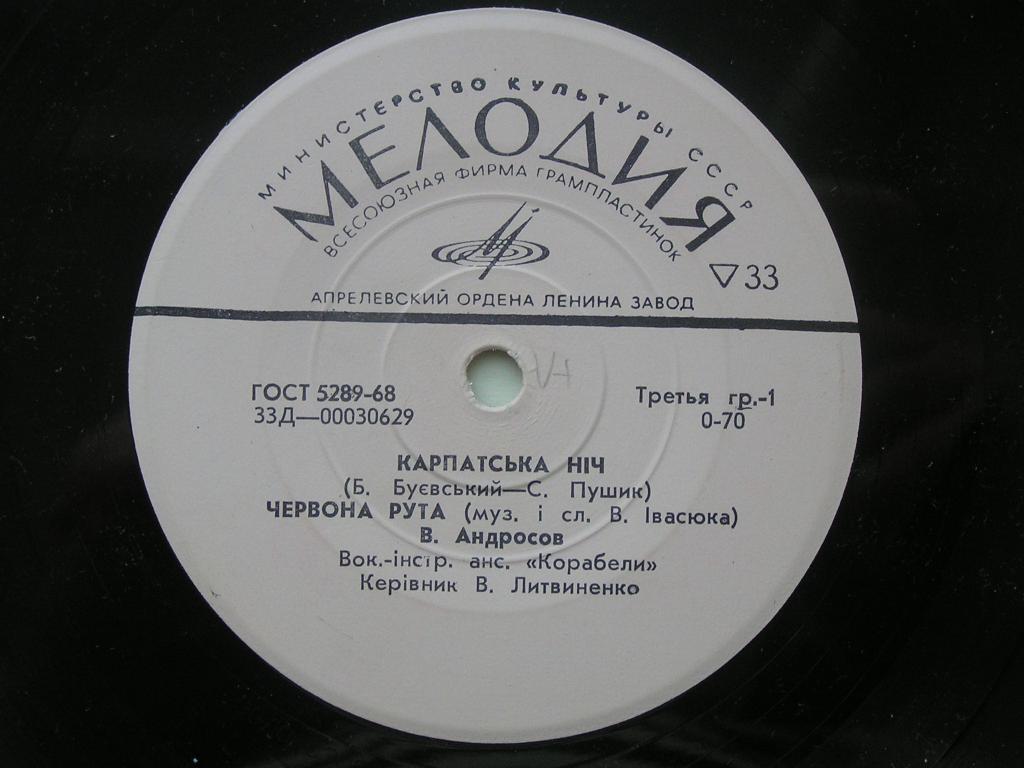 МИНИСТЕРСТВО КУЛЬТУРЫ СССР
МЕЛОДИЯ
ВСЕСОЮЗНАЯ ФИРМА ГРАМПЛАСТИНОК
33
АПРЕЛЕВСКИЙ ОРДЕНА ЛЕНИНА ЗАВОД
ГОСТ 5289-68
33Д—00030629
Третья гр.-1
0-70
КАРПАТСЬКА НІЧ
(Б. Буєвський—С. Пушик)
ЧЕРВОНА РУТА (муз. і сл. В. Івасюка)
В. Андросов
Вок.-інстр. анс. «Корабели»
Керівник В. Литвиненко